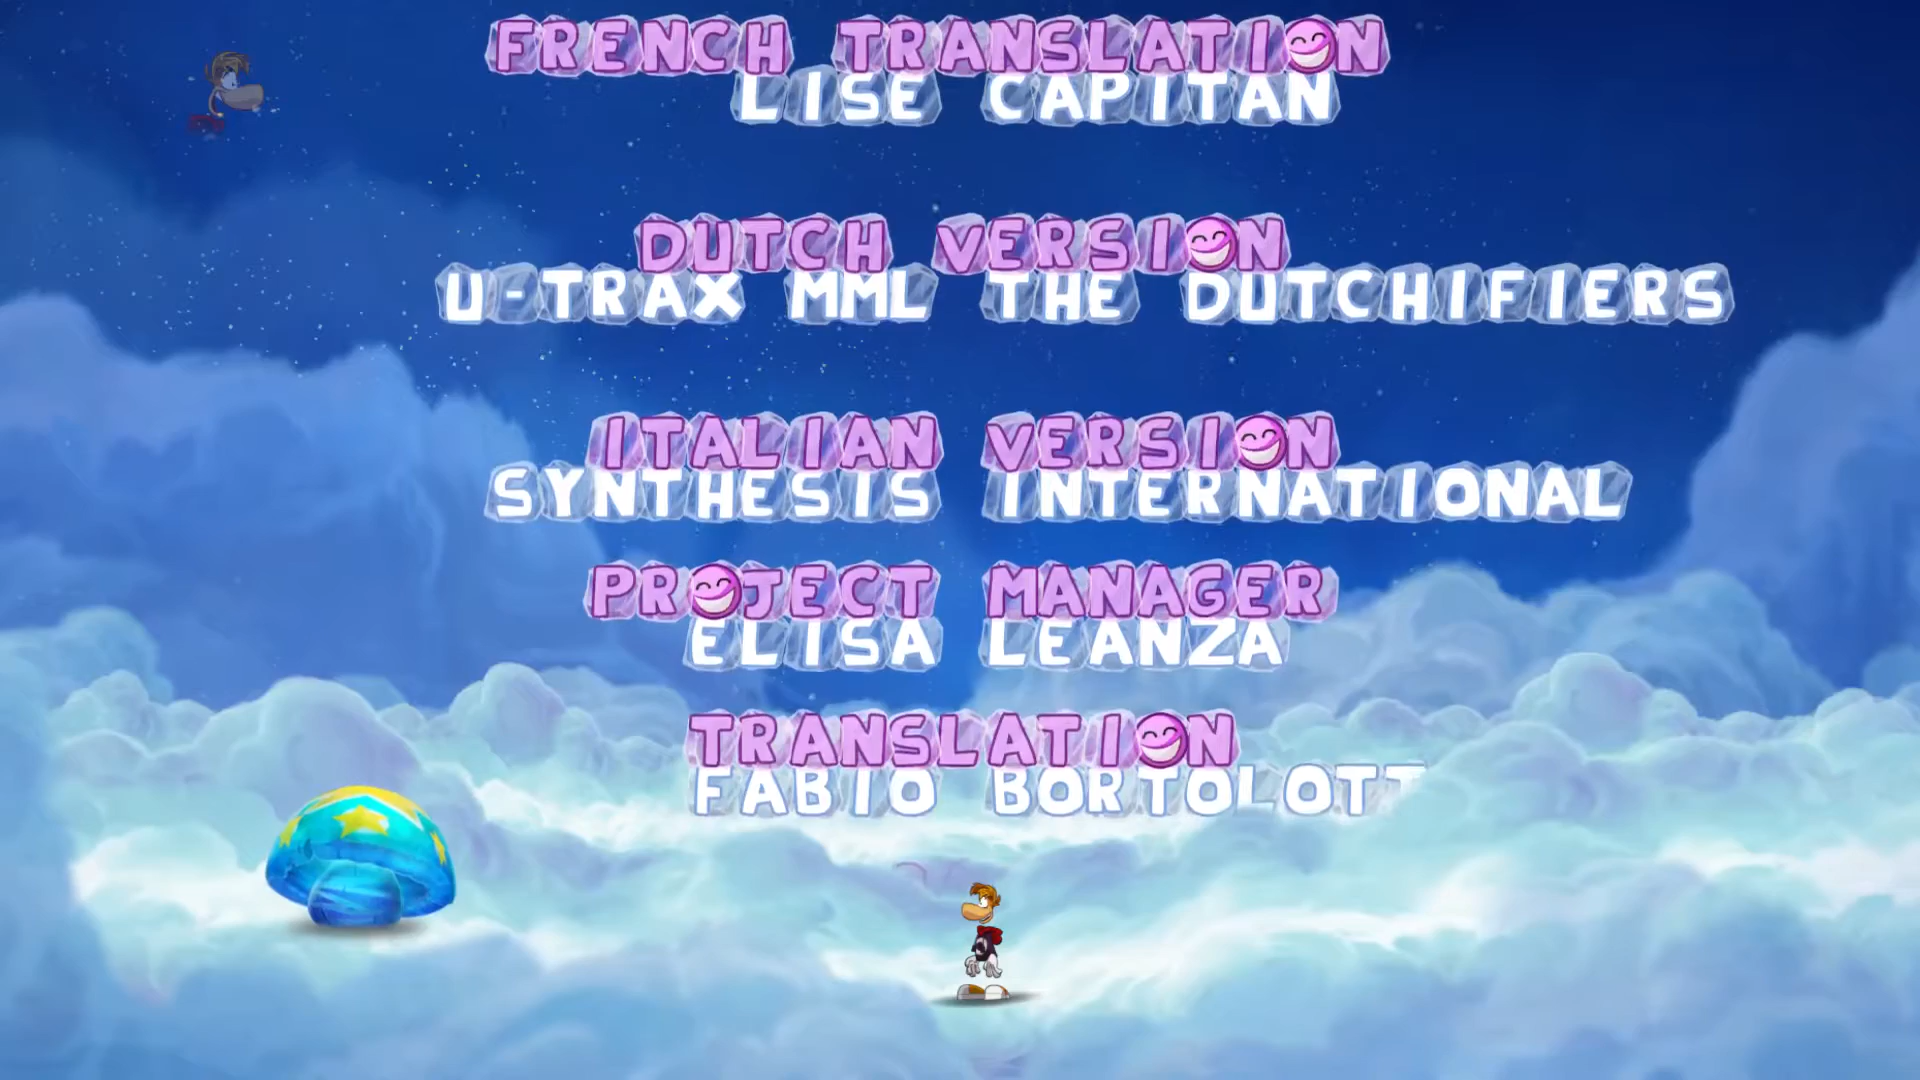 FRENCH TRANSLATION
LISE CAPITAN
DUTCH VERSION
U-TRAX MML THE DUTCHIFIERS
ITALIAN VERSION
SYNTHESIS INTERNATIONAL
PROJECT MANAGER
ELISA LEANZA
TRANSLATION
FABIO BORTOLOTT